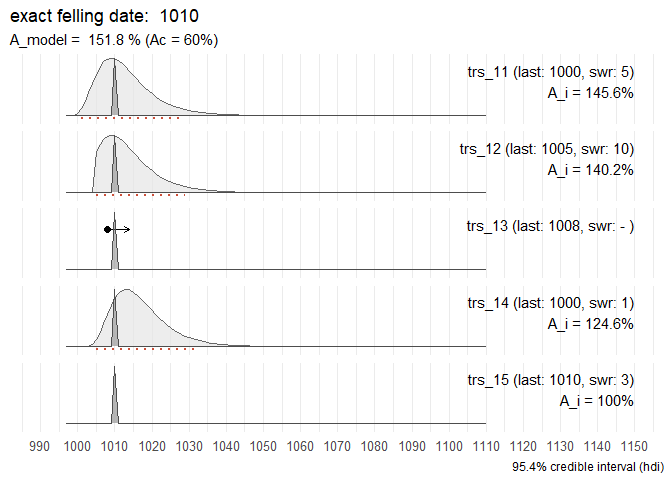 exact felling date:  1010
A_model =  151.8 % (Ac = 60%)
trs_11 (last: 1000, swr: 5)
A_i = 145.6%
trs_12 (last: 1005, swr: 10)
A_i = 140.2%
trs_13 (last: 1008, swr: - )
trs_14 (last: 1000, swr: 1)
A_i = 124.6%
trs_15 (last: 1010, swr: 3)
A_i = 100%
990 1000 1010 1020 1030 1040 1050 1060 1070 1080 1090 1100 1110 1120 1130 1140 1150
95.4% credible interval (hdi)